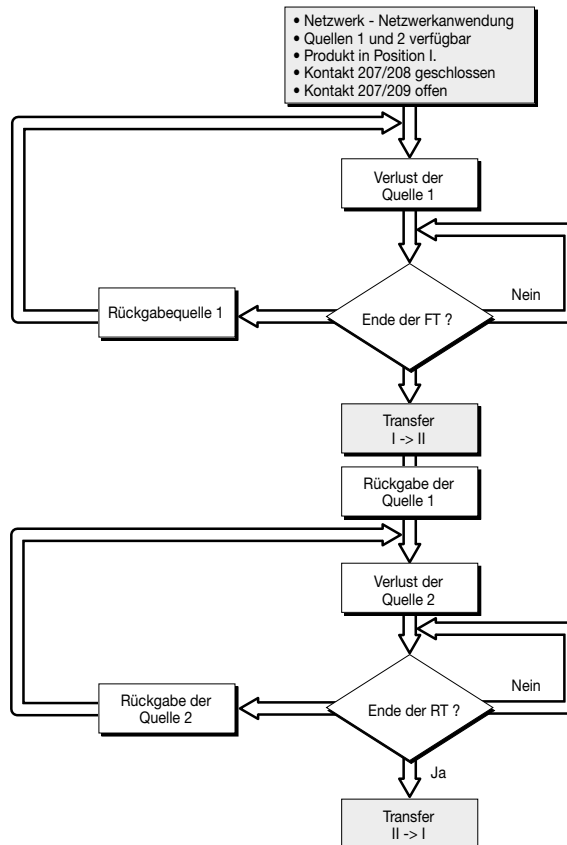 • Netzwerk - Netzwerkanwendung
• Quellen 1 und 2 verfügbar
• Produkt in Position I.
• Kontakt 207/208 geschlossen
• Kontakt 207/209 offen
Verlust der
Quelle 1
Nein
Rückgabequelle 1
Ende der FT ?
Transfer
I -> II
Rückgabe der
Quelle 1
Verlust der
Quelle 2
Nein
Rückgabe der
Quelle 2
Ende der RT ?
Ja
Transfer
II -> I